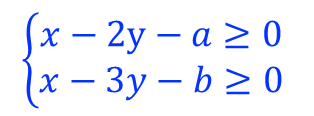 x − 2y − a ≥ 0
x − 3y − b ≥ 0